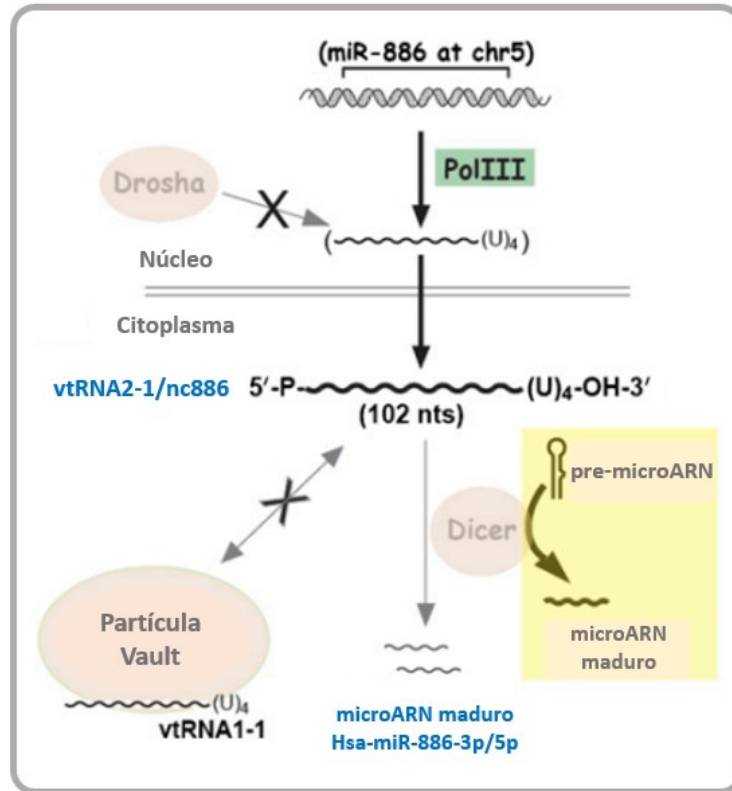 (miR-886 at chr5)
PolIII
Drosha
X
(U)₄)
Núcleo
Citoplasma
vtRNA2-1/nc886 5′-P- (U)₄-OH-3′
(102 nts)
pre-microARN
X
Dicer
Partícula
Vault
microARN
maduro
(U)₄
vtRNA1-1
microARN maduro
Hsa-miR-886-3p/5p